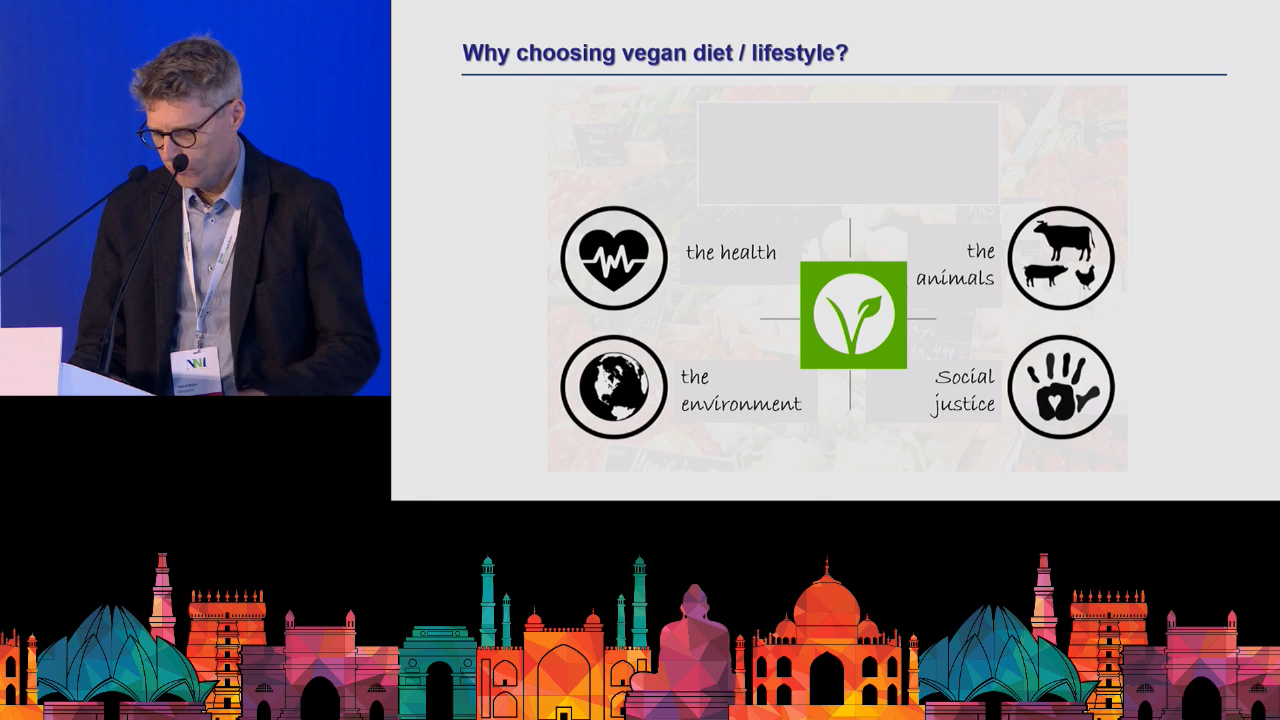 Why choosing vegan diet / lifestyle?
the health
the
animals
the
environment
Social
justice